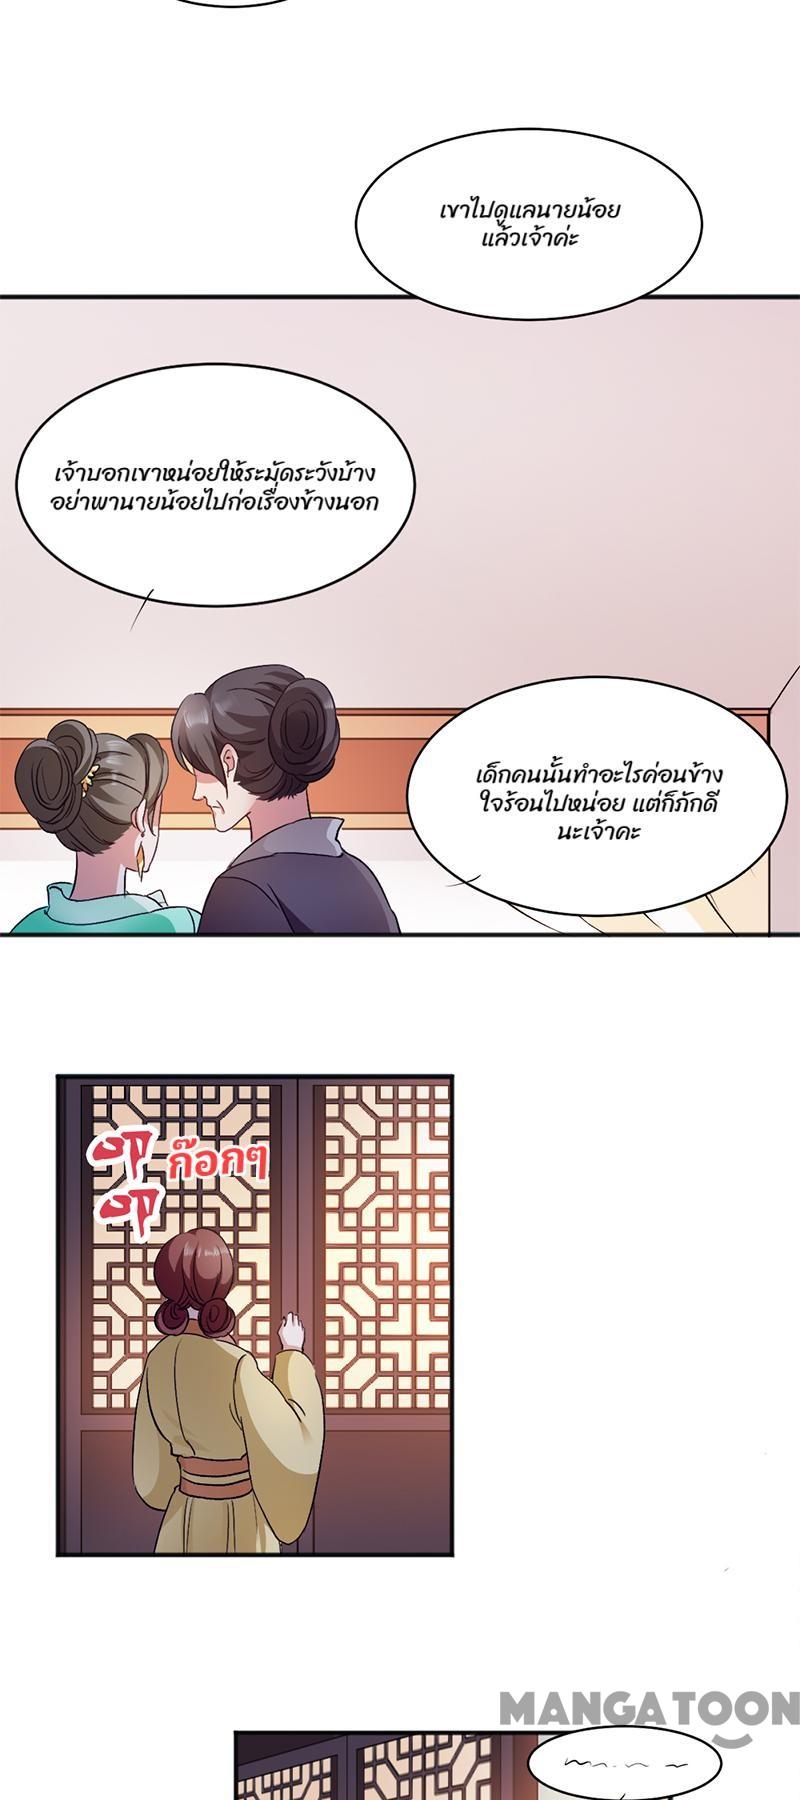 เขาไปดูแลนายน้อย
แล้วเจ้าค่ะ
เจ้าบอกเขาหน่อยให้ระมัดระวังบ้าง
อย่าพานายน้อยไปก่อเรื่องข้างนอก
เด็กคนนั้นทำอะไรค่อนข้าง
ใจร้อนไปหน่อย แต่ก็ภักดี
นะเจ้าคะ
叩 ก๊อกๆ
叩
MANGATOON